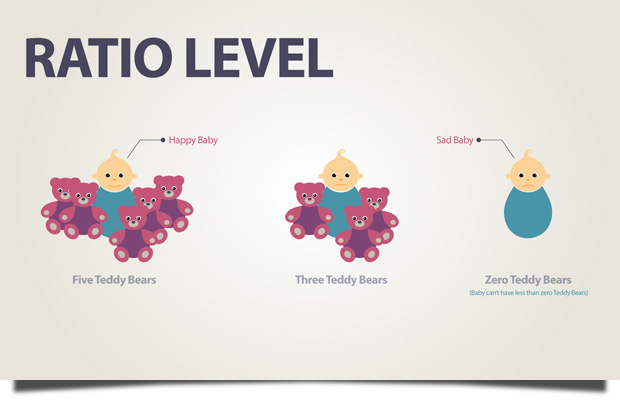 RATIO LEVEL
Happy Baby
Sad Baby
Five Teddy Bears
Three Teddy Bears
Zero Teddy Bears
(Baby can't have less than zero Teddy Bears)